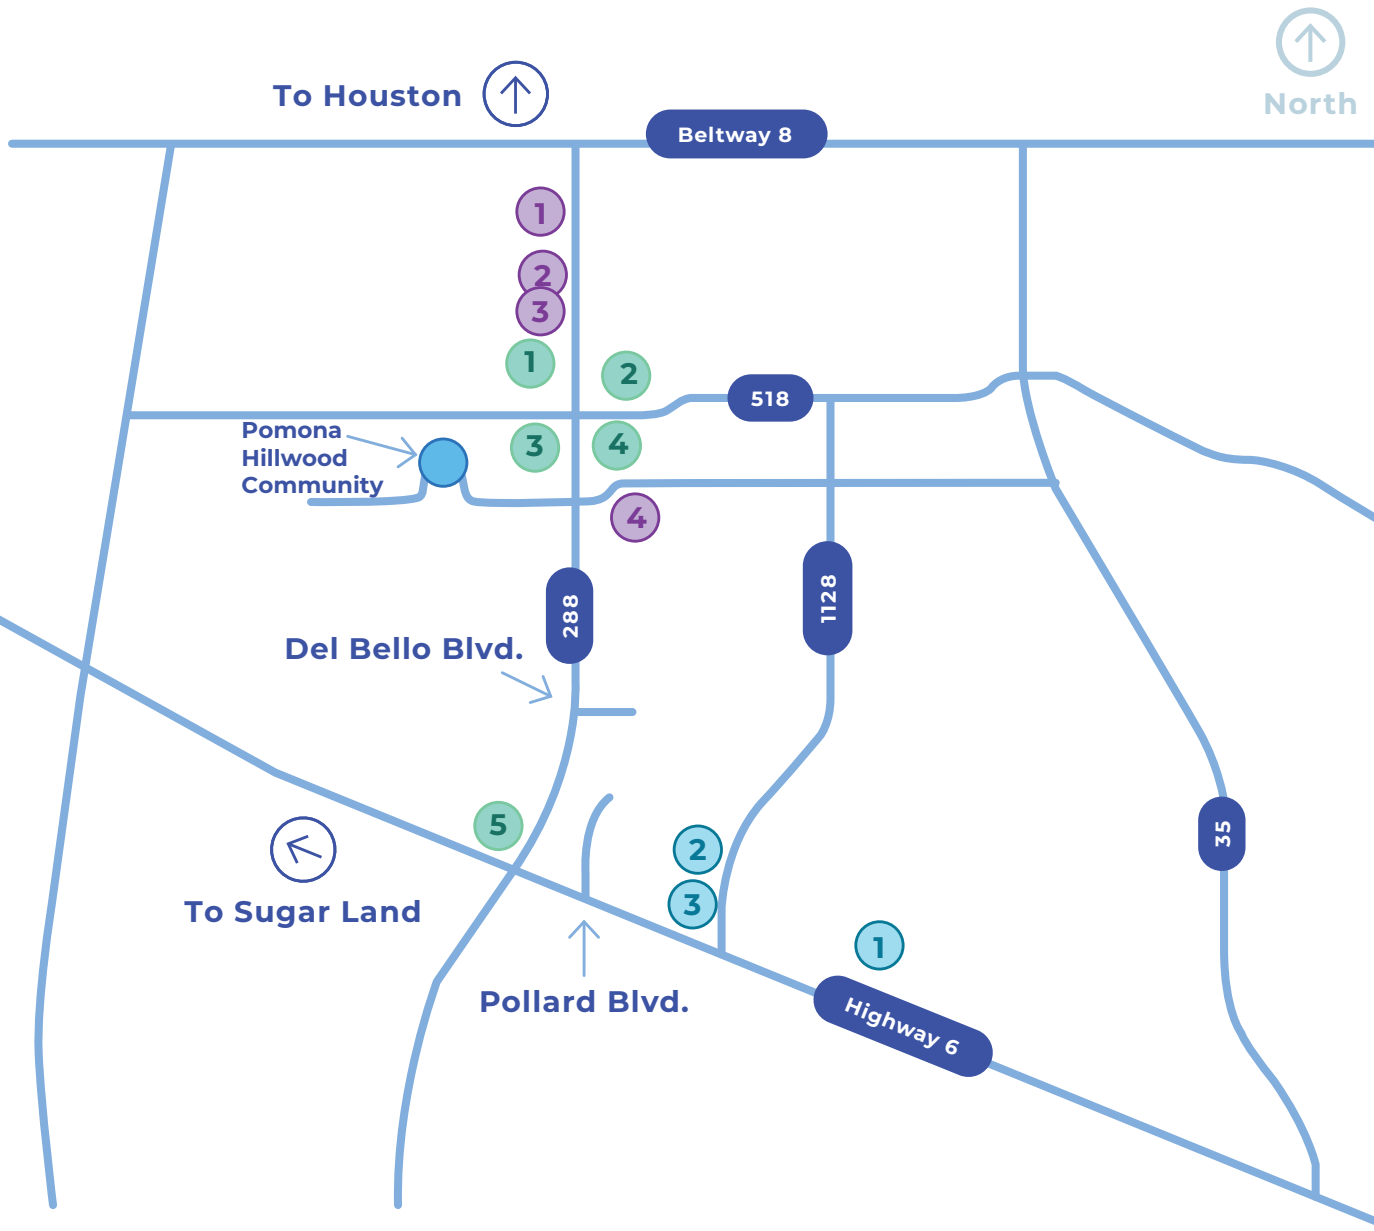 North
To Houston
Beltway 8
1
2
3
1
2
518
Pomona
Hillwood
Community
3
4
4
288
1128
Del Bello Blvd.
5
2
3
35
To Sugar Land
1
Pollard Blvd.
Highway 6